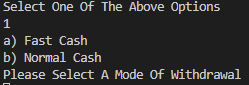 Select One Of The Above Options
1
a) Fast Cash
b) Normal Cash
Please Select A Mode Of Withdrawal